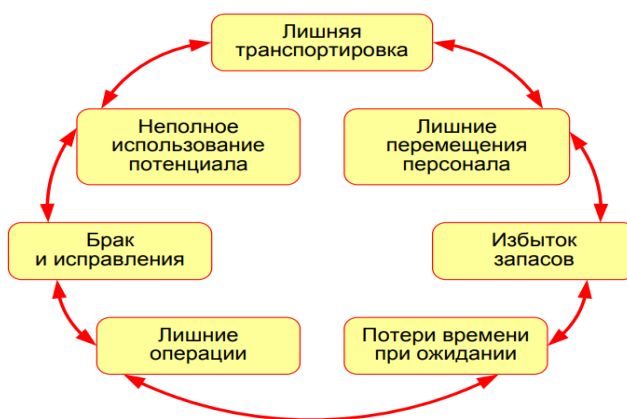 Лишняя
транспортировка
Неполное
использование
потенциала
Лишние
перемещения
персонала
Брак
и исправления
Избыток
запасов
Лишние
операции
Потери времени
при ожидании